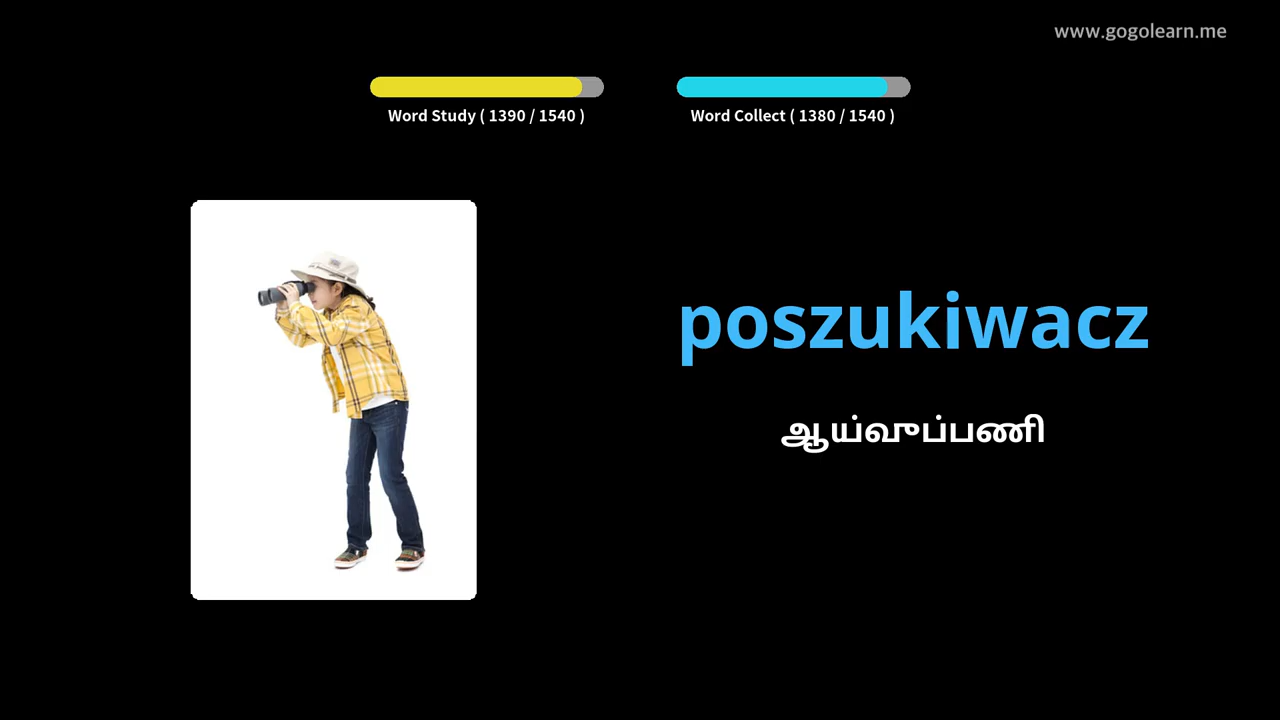 www.gogolearn.me
Word Study ( 1390 / 1540 )
Word Collect ( 1380 / 1540 )
poszukiwacz
ஆய்வுப்பணி